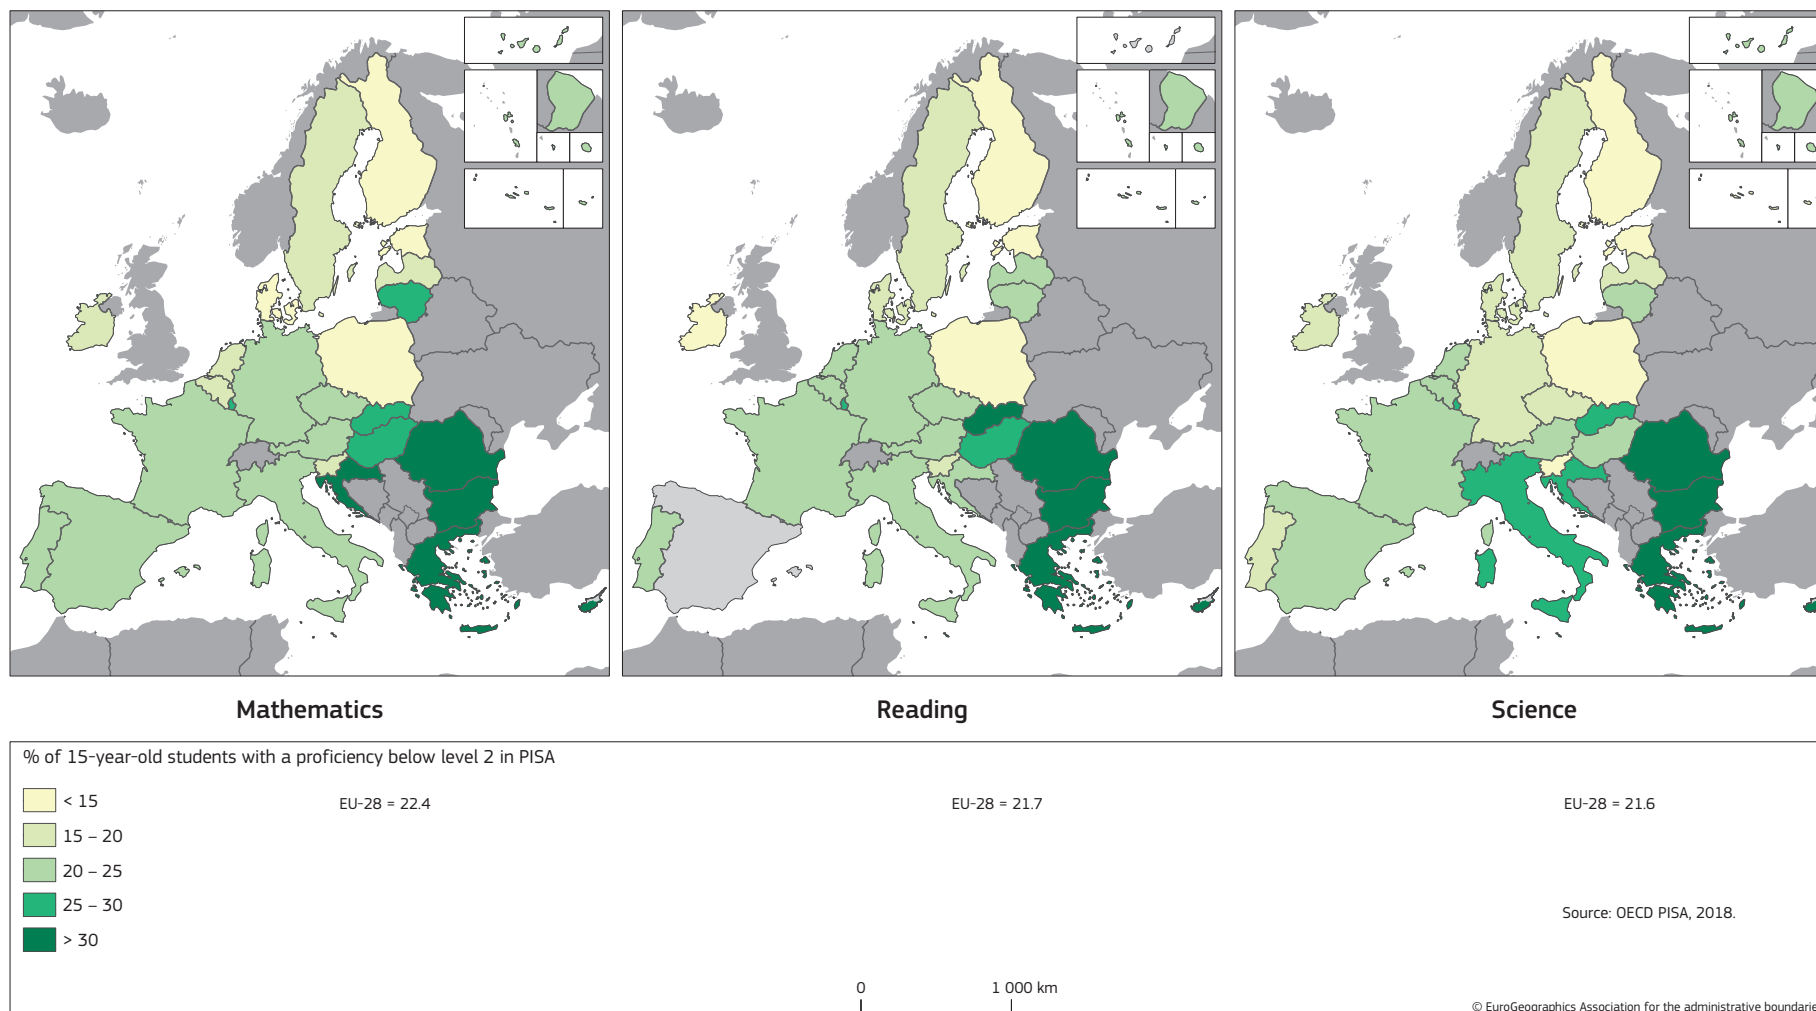 Mathematics
Reading
Science
% of 15-year-old students with a proficiency below level 2 in PISA
< 15
15 – 20
20 – 25
25 – 30
> 30
EU-28 = 22.4
EU-28 = 21.7
EU-28 = 21.6
Source: OECD PISA, 2018.
0 1 000 km
© EuroGeographics Association for the administrative boundarie